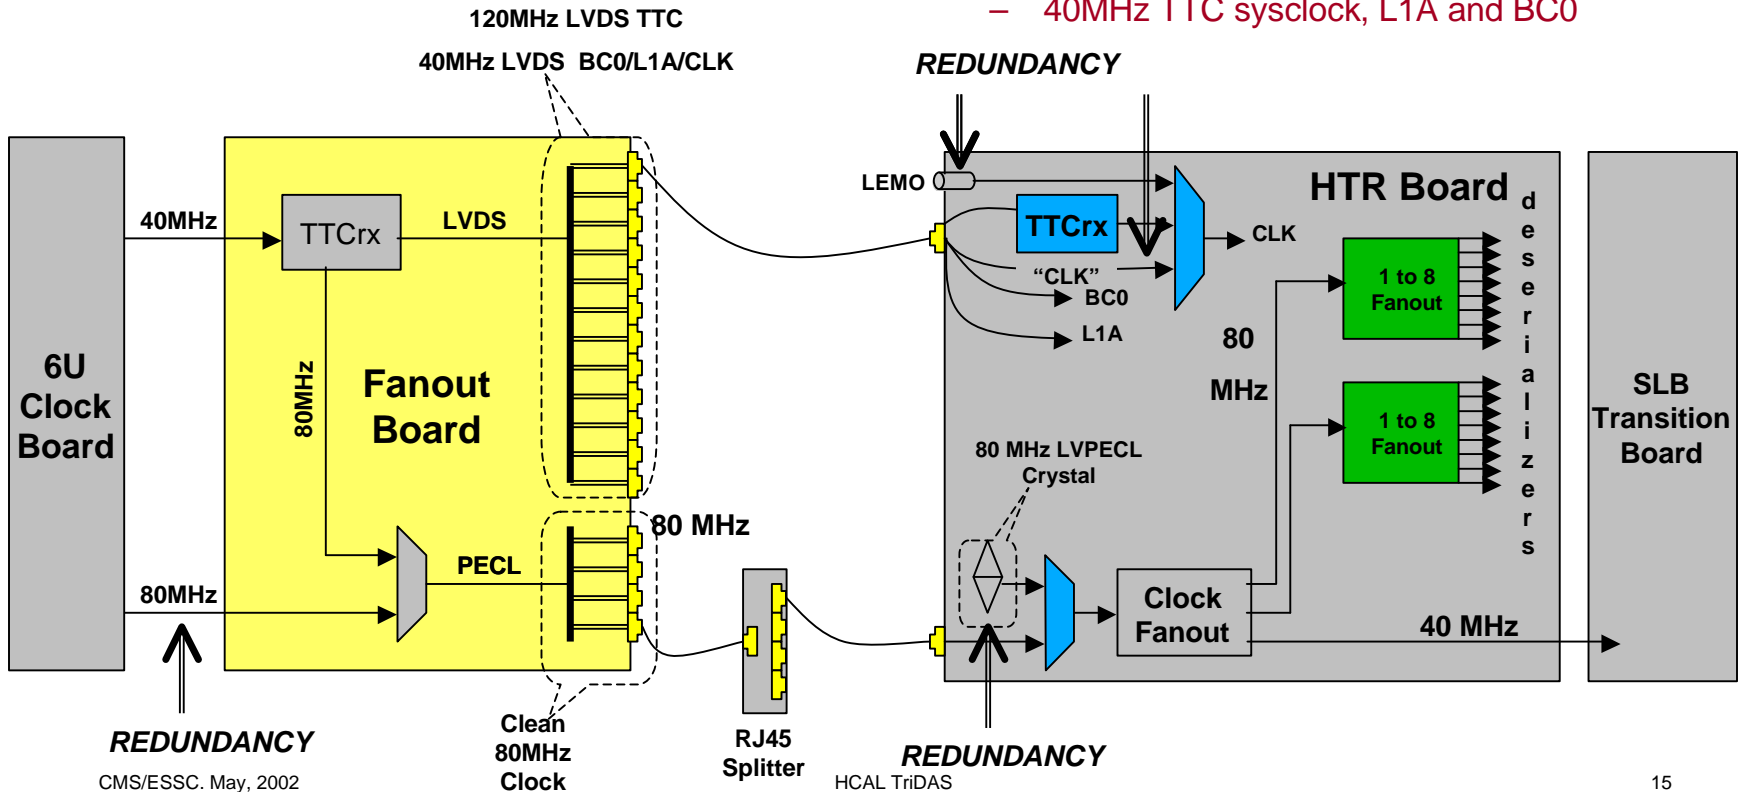 – 40MHz TTC sysclock, L1A and BC0
120MHz LVDS TTC
40MHz LVDS BC0/L1A/CLK
REDUNDANCY
LEMO
HTR Board
deserializers
40MHz
TTCrx
LVDS
TTCrx
CLK
“CLK”
BC0
L1A
1 to 8
Fanout
80
MHz
6U
Clock
Board
80MHz
Fanout
Board
1 to 8
Fanout
SLB
Transition
Board
80 MHz LVPECL
Crystal
80 MHz
PECL
80MHz
Clock
Fanout
40 MHz
REDUNDANCY
Clean
80MHz
Clock
RJ45
Splitter
REDUNDANCY
CMS/ESSC. May, 2002
HCAL TriDAS
15